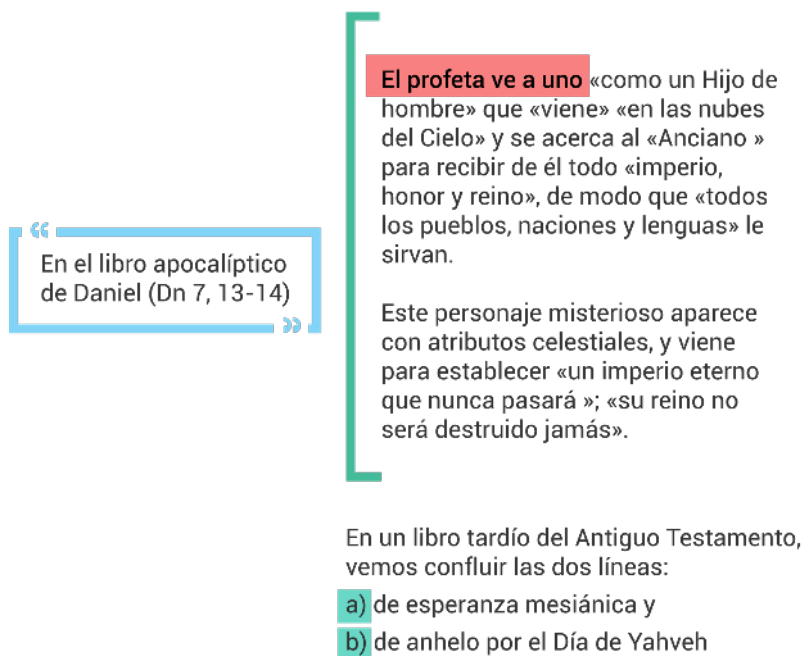 “
En el libro apocalíptico
de Daniel (Dn 7, 13-14)
”
El profeta ve a uno «como un Hijo de
hombre» que «viene» «en las nubes
del Cielo» y se acerca al «Anciano »
para recibir de él todo «imperio,
honor y reino», de modo que «todos
los pueblos, naciones y lenguas» le
sirvan.
Este personaje misterioso aparece
con atributos celestiales, y viene
para establecer «un imperio eterno
que nunca pasará »; «su reino no
será destruido jamás».
En un libro tardío del Antiguo Testamento,
vemos confluir las dos líneas:
a) de esperanza mesiánica y
b) de anhelo por el Día de Yahveh